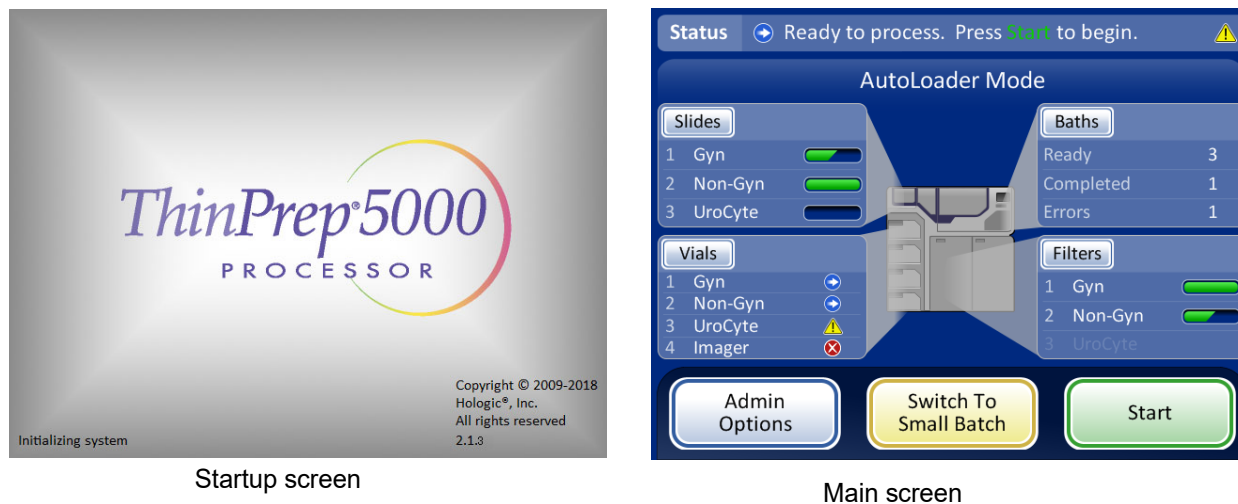 ThinPrep®5000
PROCESSOR
Copyright © 2009-2018
Hologic®, Inc.
All rights reserved
Initializing system
2.1.3
Startup screen
Status Ready to process. Press Start to begin.
AutoLoader Mode
Slides
1 Gyn
2 Non-Gyn
3 UroCyte
Baths
Ready 3
Completed 1
Errors 1
Vials
1 Gyn
2 Non-Gyn
3 UroCyte
4 Imager
Filters
1 Gyn
2 Non-Gyn
3 UroCyte
Admin
Options
Switch To
Small Batch
Start
Main screen